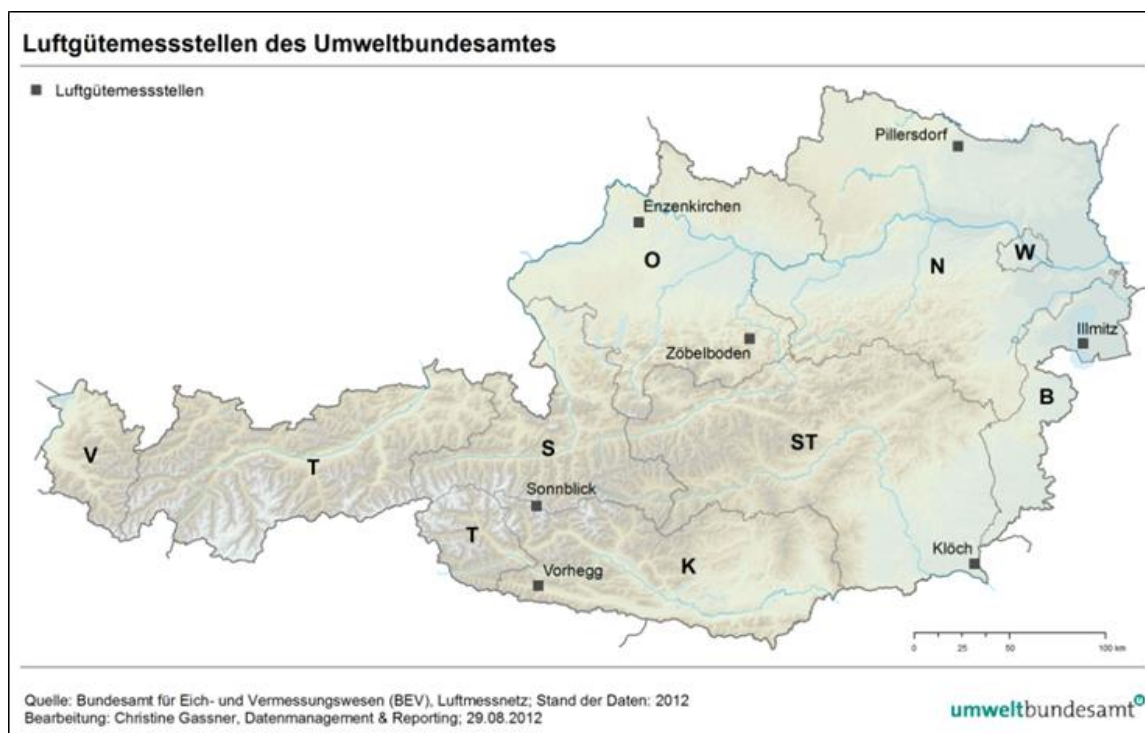 Luftgütemessstellen des Umweltbundesamtes
Luftgütemessstellen
Pillersdorf
Enzenkirchen
O
N
W
Illmitz
Zöbelboden
B
V
T
S
ST
Sonnblick
T
K
Vorhegg
Klöch
0 25 50 100 km
Quelle: Bundesamt für Eich- und Vermessungswesen (BEV), Luftmessnetz; Stand der Daten: 2012
Bearbeitung: Christine Gassner, Datenmanagement & Reporting; 29.08.2012
umweltbundesamt